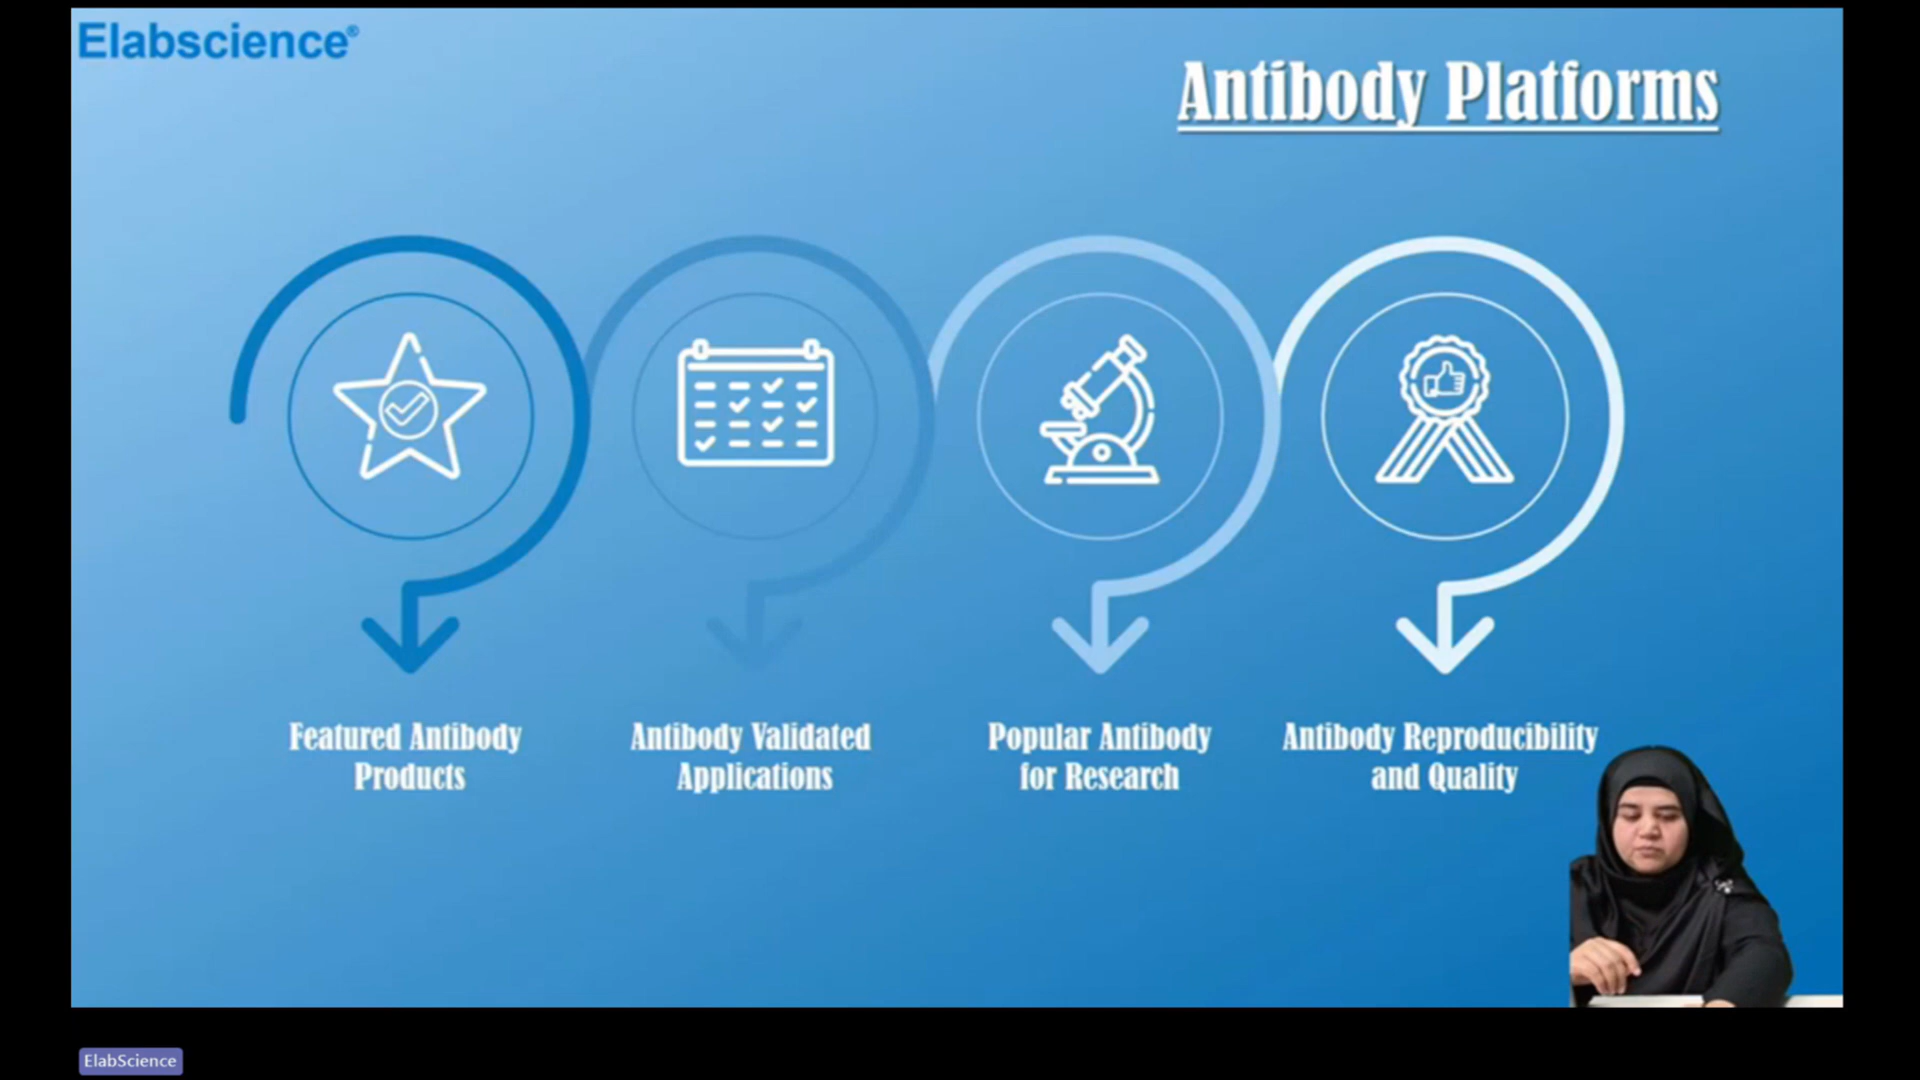 Elabscience®
Antibody Platforms
Featured Antibody
Products
Antibody Validated
Applications
Popular Antibody
for Research
Antibody Reproducibility
and Quality
ElabScience